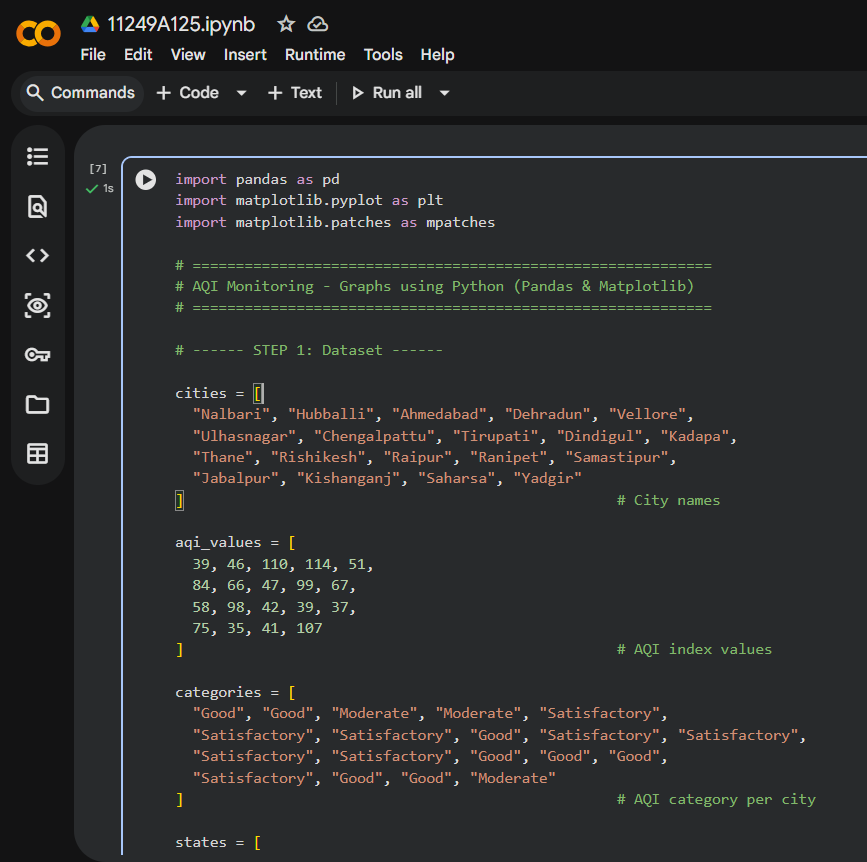 11249A125.ipynb
File Edit View Insert Runtime Tools Help
Commands + Code + Text Run all
[7]
1s
import pandas as pd
import matplotlib.pyplot as plt
import matplotlib.patches as mpatches
# ============================================================
# AQI Monitoring - Graphs using Python (Pandas & Matplotlib)
# ============================================================
# ------ STEP 1: Dataset ------
cities = [
"Nalbari", "Hubballi", "Ahmedabad", "Dehradun", "Vellore",
"Ulhasnagar", "Chengalpattu", "Tirupati", "Dindigul", "Kadapa",
"Thane", "Rishikesh", "Raipur", "Ranipet", "Samastipur",
"Jabalpur", "Kishanganj", "Saharsa", "Yadgir"
] # City names
aqi_values = [
39, 46, 110, 114, 51,
84, 66, 47, 99, 67,
58, 98, 42, 39, 37,
75, 35, 41, 107
] # AQI index values
categories = [
"Good", "Good", "Moderate", "Moderate", "Satisfactory",
"Satisfactory", "Satisfactory", "Good", "Satisfactory", "Satisfactory",
"Satisfactory", "Satisfactory", "Good", "Good", "Good",
"Satisfactory", "Good", "Good", "Moderate"
] # AQI category per city
states = [